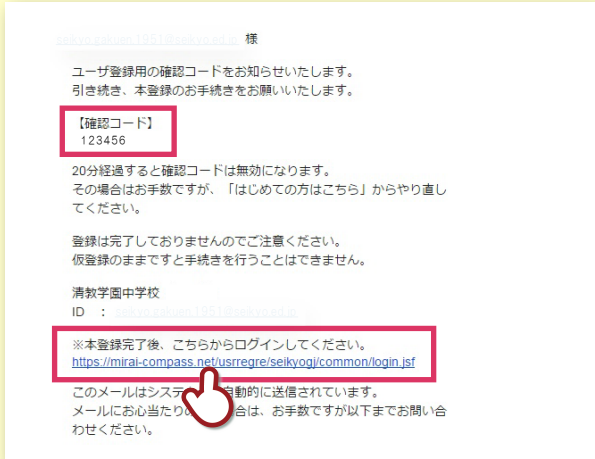 様
ユーザ登録用の確認コードをお知らせいたします。
引き続き、本登録のお手続きをお願いいたします。
【確認コード】
123456
20分経過すると確認コードは無効になります。
その場合はお手数ですが、「はじめての方はこちら」からやり直し
てください。
登録は完了しておりませんのでご注意ください。
仮登録のままですと手続きを行うことはできません。
清教学園中学校
ID ：
※本登録完了後、こちらからログインしてください。
https://mirai-compass.net/usrregre/seikyogj/common/login.jsf
このメールはシステ 自動的に送信されています。
メールにお心当たりの 合は、お手数ですが以下までお問い合
わせください。